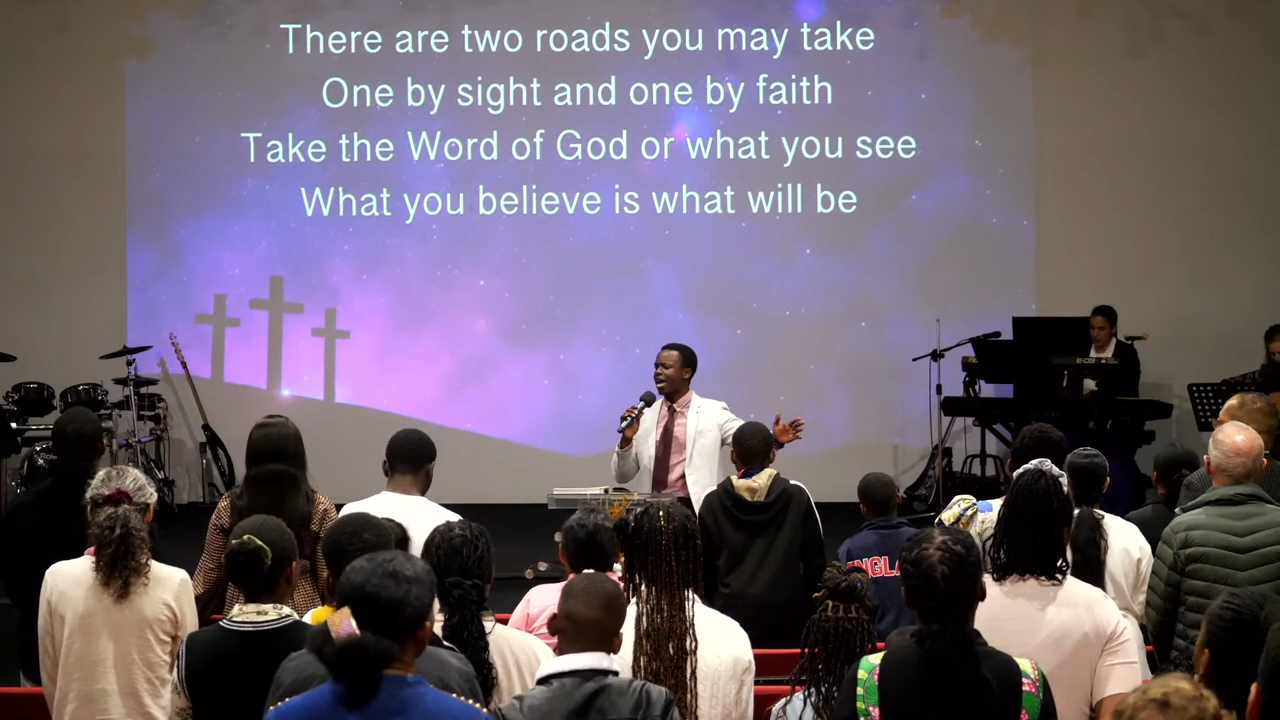 There are two roads you may take
One by sight and one by faith
Take the Word of God or what you see
What you believe is what will be